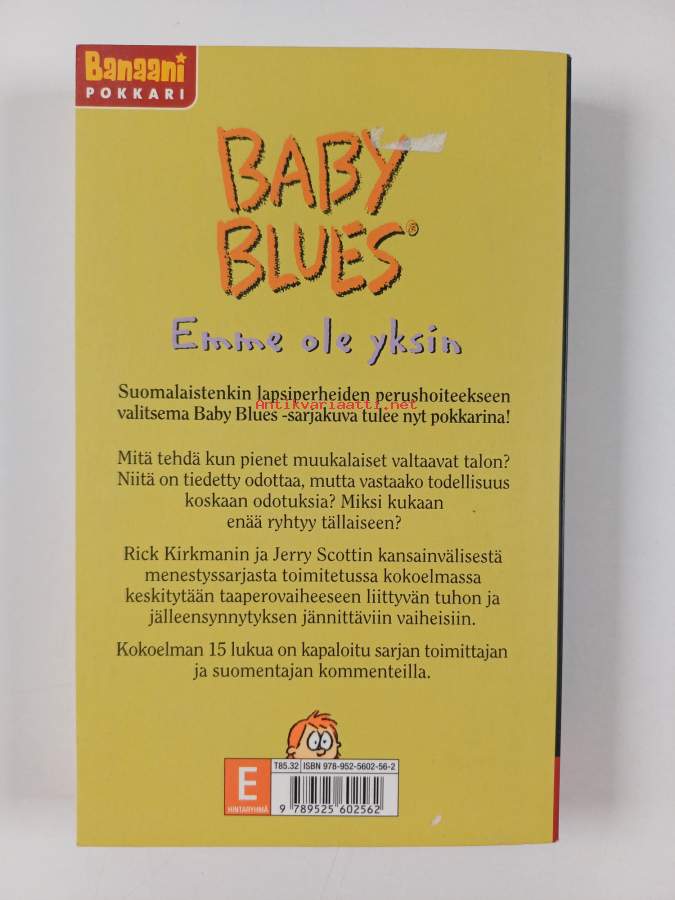 Banaani
POKKARI
BABY
BLUES®
Emme ole yksin
Suomalaistenkin lapsiperheiden perushoiteekseen
Antikvariaatti.net
valitsema Baby Blues -sarjakuva tulee nyt pokkarina!
Mitä tehdä kun pienet muukalaiset valtaavat talon?
Niitä on tiedetty odottaa, mutta vastaako todellisuus
koskaan odotuksia? Miksi kukaan
enää ryhtyy tällaiseen?
Rick Kirkmanin ja Jerry Scottin kansainvälisestä
menestyssarjasta toimitetussa kokoelmassa
keskitytään taaperovaiheeseen liittyvän tuhon ja
jälleensynnytyksen jännittäviin vaiheisiin.
Kokoelman 15 lukua on kapaloitu sarjan toimittajan
ja suomentajan kommenteilla.
E
HINTARYHMÄ
T85.32 ISBN 978-952-5602-56-2
9 789525 602562